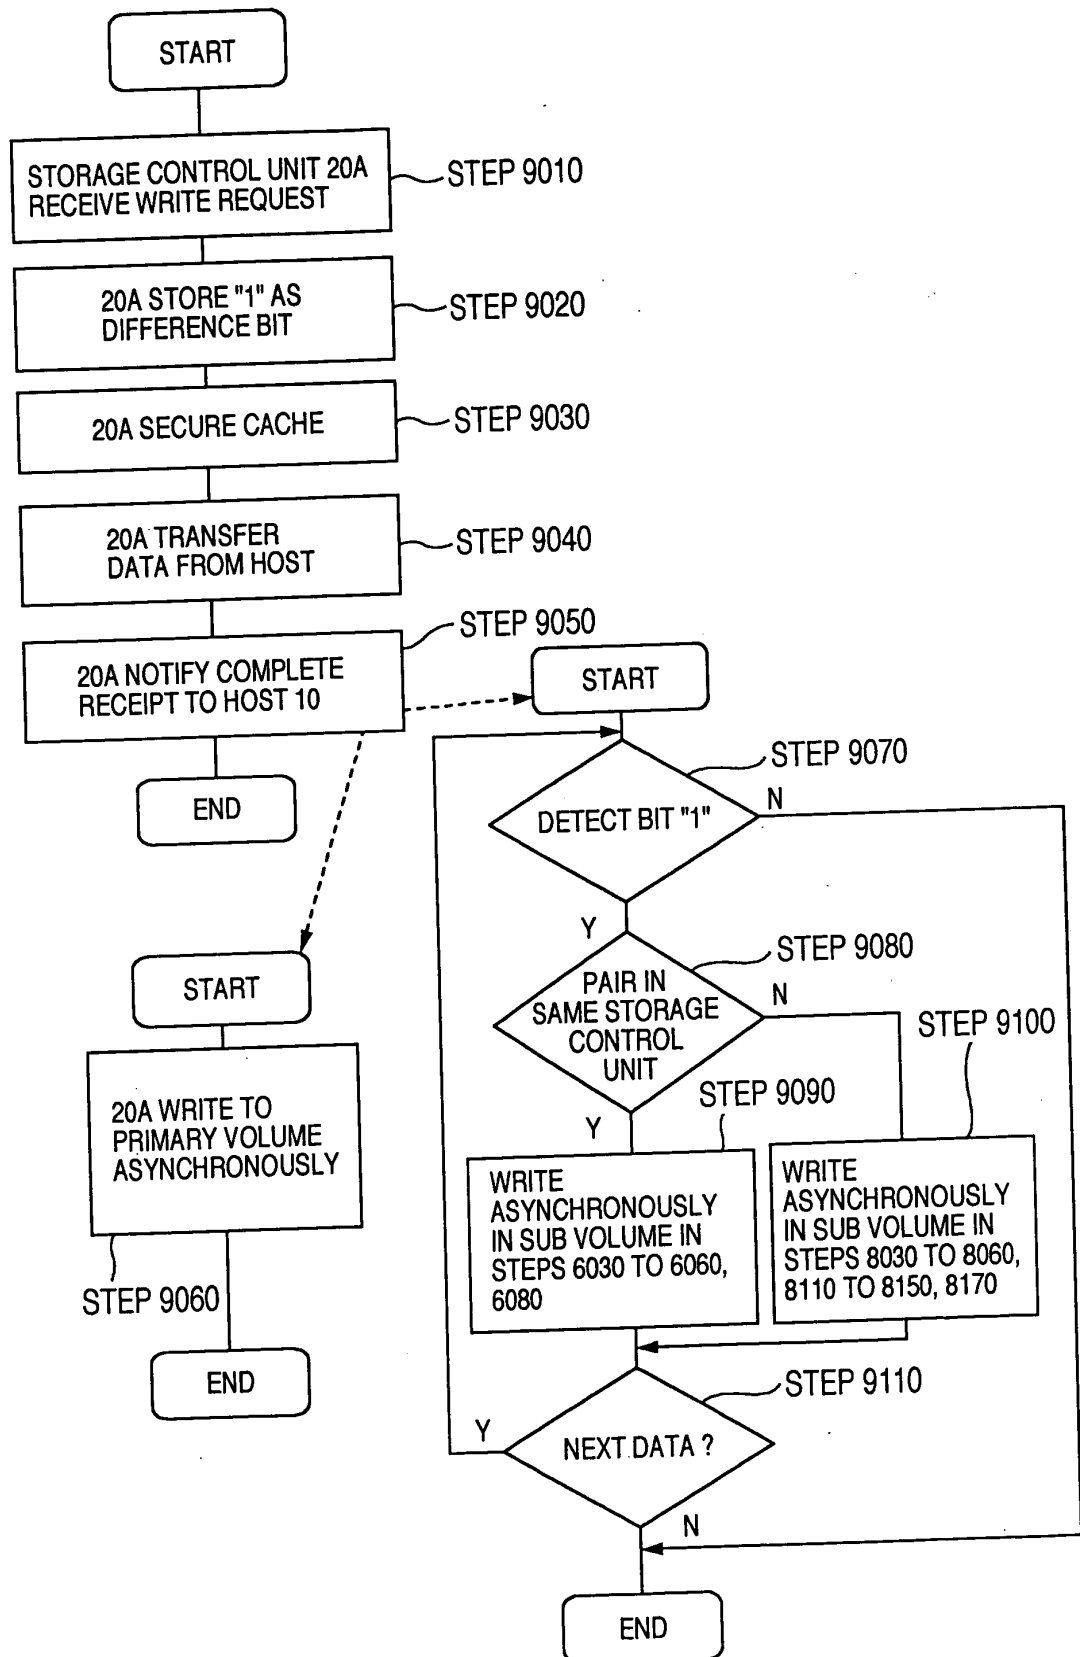 START
STORAGE CONTROL UNIT 20A
RECEIVE WRITE REQUEST
STEP 9010
20A STORE "1" AS
DIFFERENCE BIT
STEP 9020
20A SECURE CACHE
STEP 9030
20A TRANSFER
DATA FROM HOST
STEP 9040
20A NOTIFY COMPLETE
RECEIPT TO HOST 10
STEP 9050
END
START
20A WRITE TO
PRIMARY VOLUME
ASYNCHRONOUSLY
STEP 9060
END
START
DETECT BIT "1"
STEP 9070
N
Y
PAIR IN
SAME STORAGE
CONTROL
UNIT
STEP 9080
N
Y
STEP 9090
WRITE
ASYNCHRONOUSLY
IN SUB VOLUME IN
STEPS 6030 TO 6060,
6080
STEP 9100
WRITE
ASYNCHRONOUSLY
IN SUB VOLUME IN
STEPS 8030 TO 8060,
8110 TO 8150, 8170
NEXT DATA ?
STEP 9110
Y
N
END